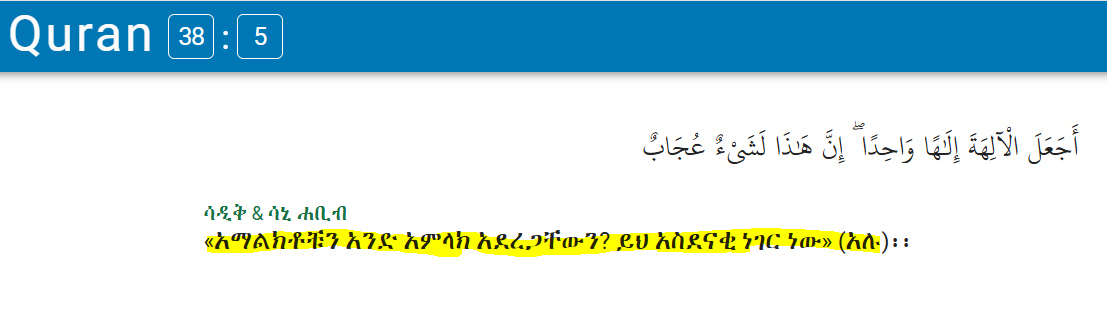 Quran 38 : 5
أَجَعَلَ الْآلِهَةَ إِلَٰهًا وَاحِدًا ۖ إِنَّ هَٰذَا لَشَيْءٌ عُجَابٌ
ሳዲቅ & ሳኒ ሐቢብ
«አማልክቶቹን አንድ አምላክ አደረጋቸውን? ይህ አስደናቂ ነገር ነው» (አሉ)፡፡